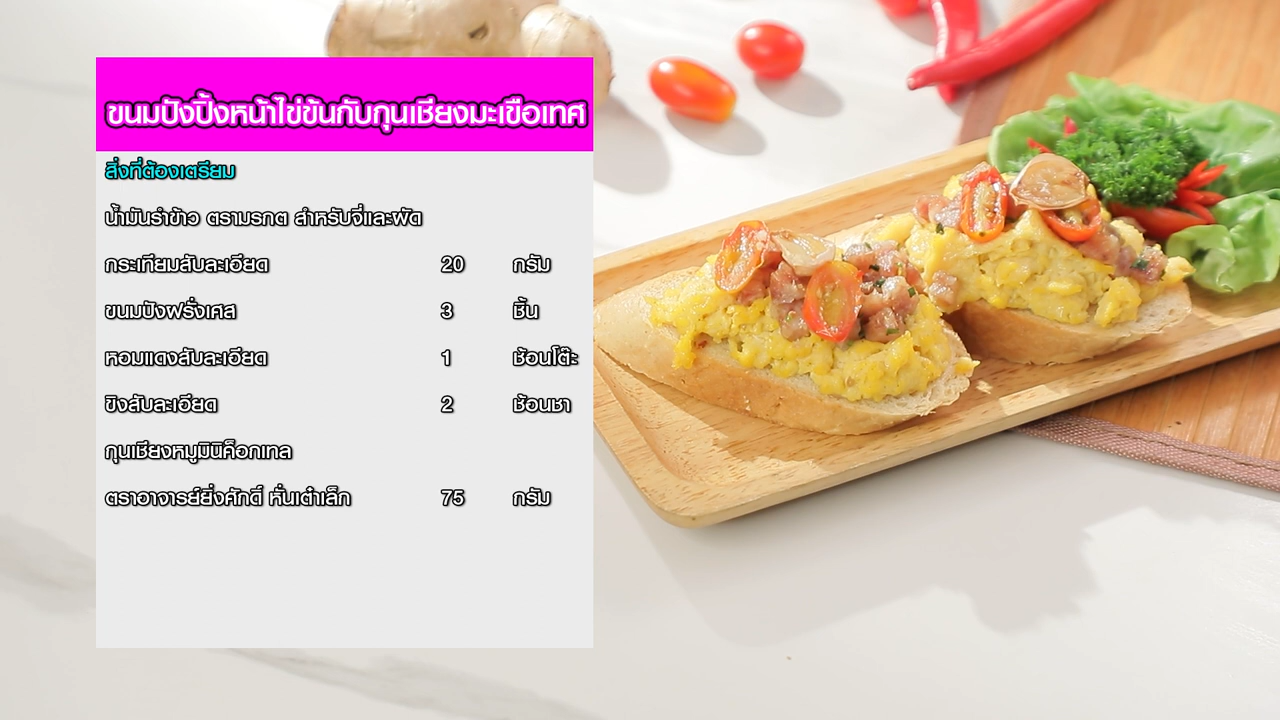 ขนมปังปิ้งหน้าไข่ข้นกับกุนเชียงมะเขือเทศ
สิ่งที่ต้องเตรียม
น้ำมันรำข้าว ตรามรกต สำหรับจี่และผัด
กระเทียมสับละเอียด 20 กรัม
ขนมปังฝรั่งเศส 3 ชิ้น
หอมแดงสับละเอียด 1 ช้อนโต๊ะ
ขิงสับละเอียด 2 ช้อนชา
กุนเชียงหมูมินิค็อกเทล
ตราอาจารย์ยิ่งศักดิ์ หั่นเต๋าเล็ก 75 กรัม